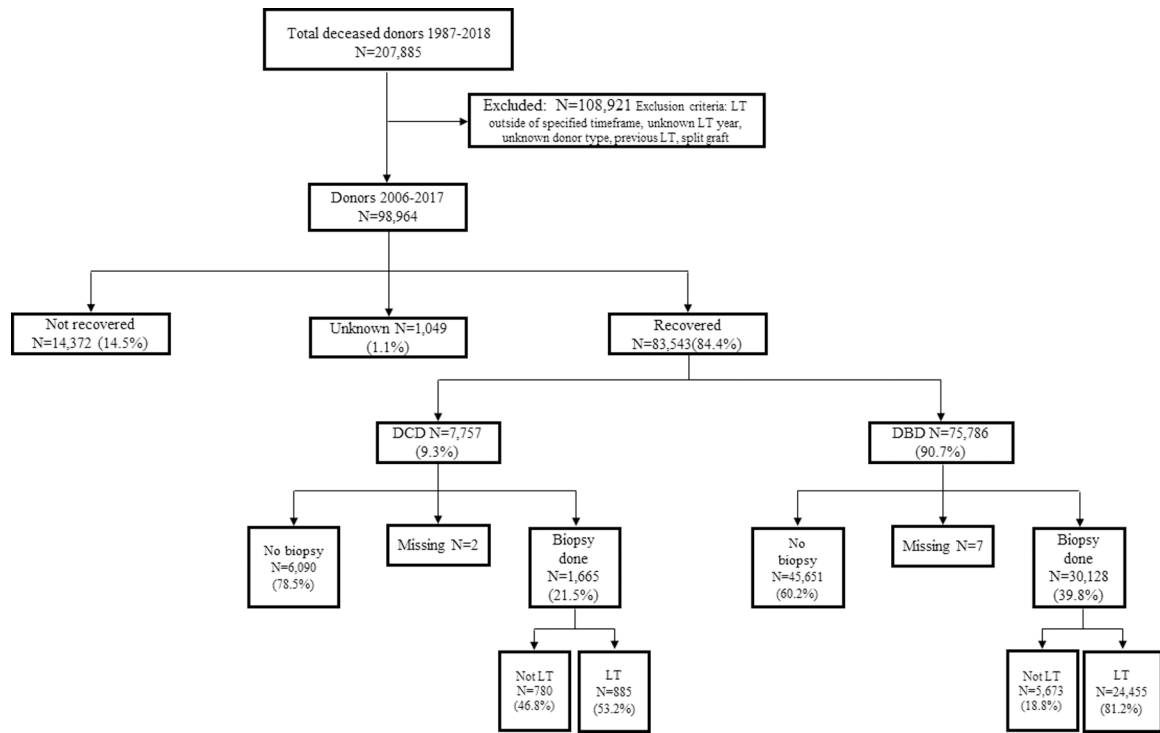 Total deceased donors 1987-2018
N=207,885
Excluded: N=108,921 Exclusion criteria: LT
outside of specified timeframe, unknown LT year,
unknown donor type, previous LT, split graft
Donors 2006-2017
N=98,964
Not recovered
N=14,372 (14.5%)
Unknown N=1,049
(1.1%)
Recovered
N=83,543(84.4%)
DCD N=7,757
(9.3%)
DBD N=75,786
(90.7%)
No biopsy
N=6,090
(78.5%)
Missing N=2
Biopsy
done
N=1,665
(21.5%)
No
biopsy
N=45,651
(60.2%)
Missing N=7
Biopsy
done
N=30,128
(39.8%)
Not LT
N=780
(46.8%)
LT
N=885
(53.2%)
Not LT
N=5,673
(18.8%)
LT
N=24,455
(81.2%)